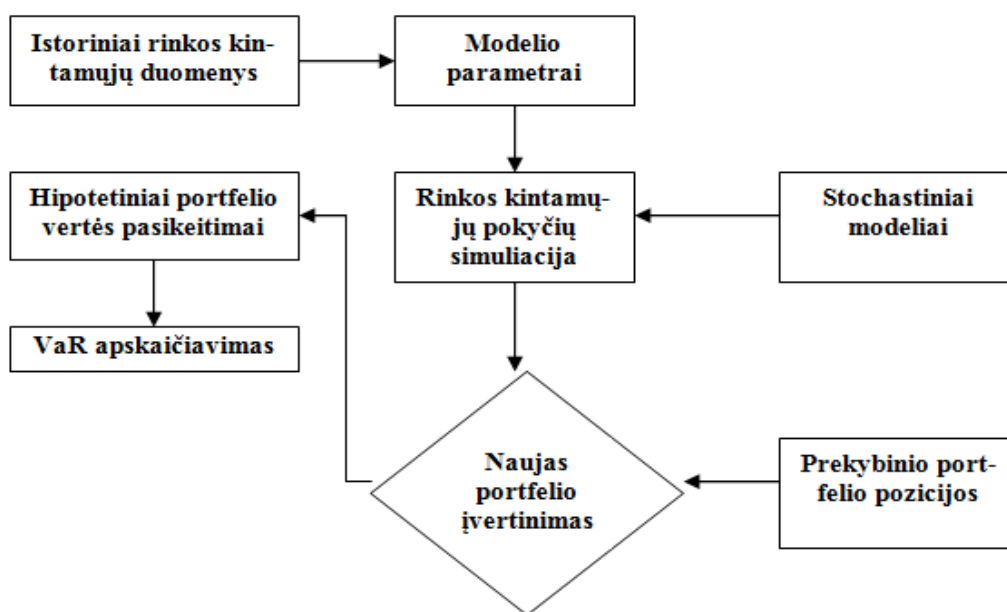 Istoriniai rinkos kin-
tamųjų duomenys
Modelio
parametrai
Hipotetiniai portfelio
vertės pasikeitimai
Rinkos kintamų-
jų pokyčių
simuliacija
Stochastiniai
modeliai
VaR apskaičiavimas
Naujas
portfelio
įvertinimas
Prekybinio port-
felio pozicijos